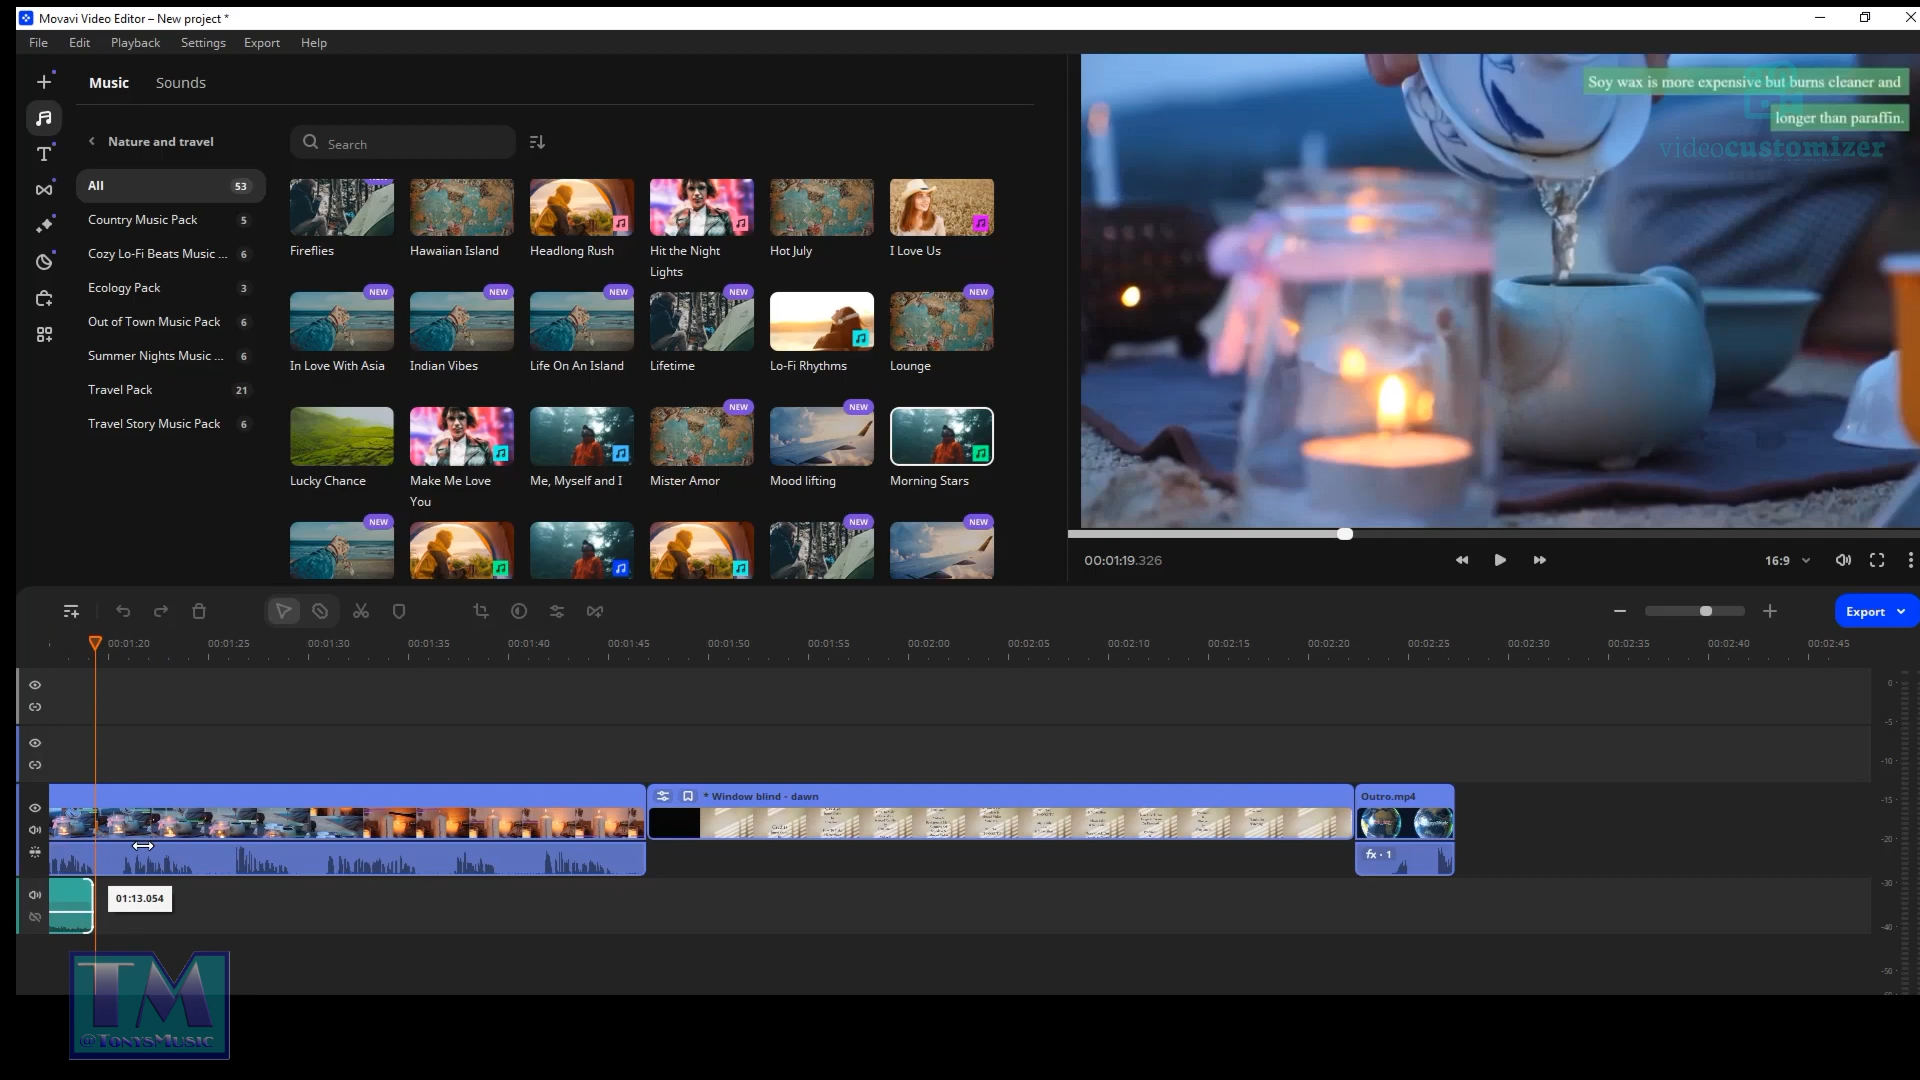 Movavi Video Editor – New project *
File Edit Playback Settings Export Help
Music Sounds
Nature and travel
Search
All 53
Country Music Pack 5
Cozy Lo-Fi Beats Music ... 6
Ecology Pack 3
Out of Town Music Pack 6
Summer Nights Music ... 6
Travel Pack 21
Travel Story Music Pack 6
Fireflies
Hawaiian Island
Headlong Rush
Hit the Night
Lights
Hot July
I Love Us
NEW NEW NEW NEW NEW
In Love With Asia
Indian Vibes
Life On An Island
Lifetime
Lo-Fi Rhythms
Lounge
NEW NEW
Lucky Chance
Make Me Love
You
Me, Myself and I
Mister Amor
Mood lifting
Morning Stars
NEW NEW NEW
Soy wax is more expensive but burns cleaner and
longer than paraffin.
videocustomizer
00:01:19.326
16:9
Export
00:01:20 00:01:25 00:01:30 00:01:35 00:01:40 00:01:45 00:01:50 00:01:55 00:02:00 00:02:05 00:02:10 00:02:15 00:02:20 00:02:25 00:02:30 00:02:35 00:02:40 00:02:45
0
-5
-10
-15
-20
-30
-40
-50
* Window blind - dawn
Outro.mp4
fx · 1
01:13.054
TM
@TonysMusic